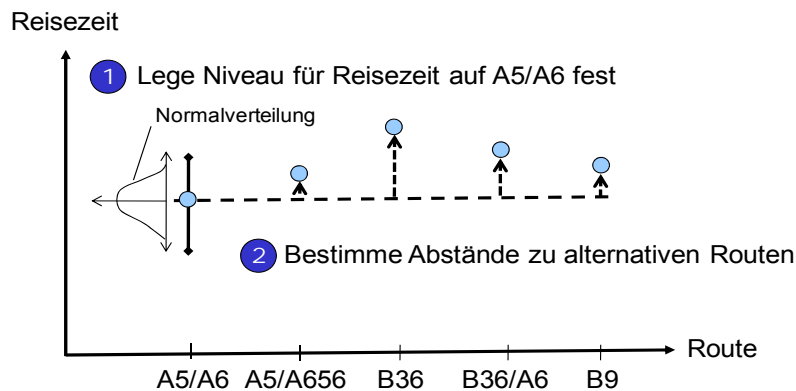 Reisezeit
1 Lege Niveau für Reisezeit auf A5/A6 fest
Normalverteilung
2 Bestimme Abstände zu alternativen Routen
Route
A5/A6 A5/A656 B36 B36/A6 B9